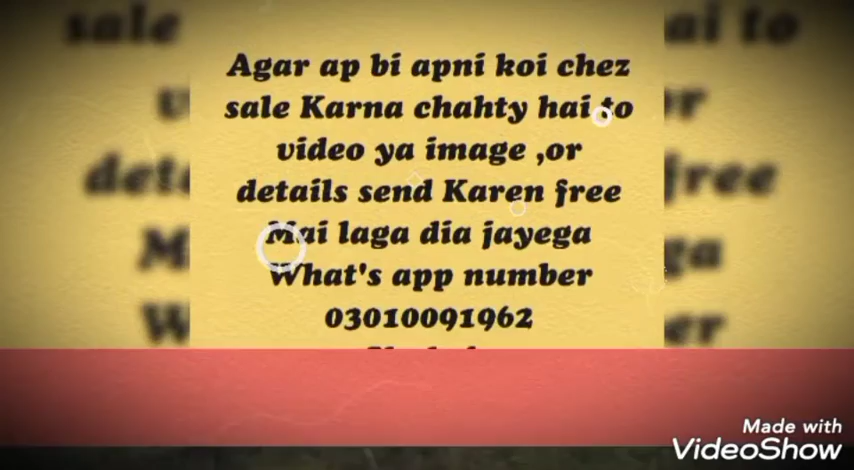 Agar ap bi apni koi chez
sale Karna chahty hai to
video ya image ,or
details send Karen free
Mai laga dia jayega
What's app number
03010091962
Made with
VideoShow